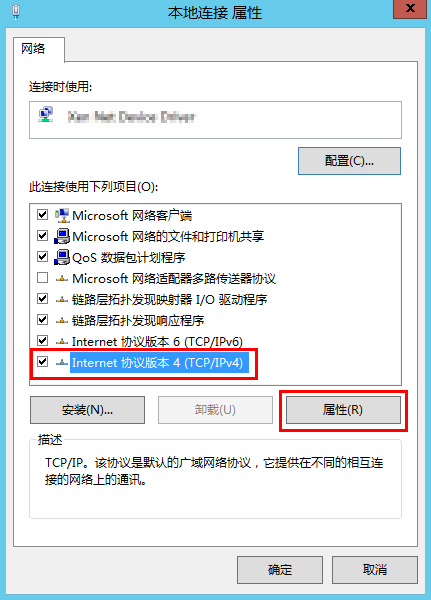 本地连接 属性
网络
连接时使用:
Xen Net Device Driver
配置(C)...
此连接使用下列项目(O):
Microsoft 网络客户端
Microsoft 网络的文件和打印机共享
QoS 数据包计划程序
Microsoft 网络适配器多路传送器协议
链路层拓扑发现映射器 I/O 驱动程序
链路层拓扑发现响应程序
Internet 协议版本 6 (TCP/IPv6)
Internet 协议版本 4 (TCP/IPv4)
安装(N)...
卸载(U)
属性(R)
描述
TCP/IP。该协议是默认的广域网络协议，它提供在不同的相互连
接的网络上的通讯。
确定
取消